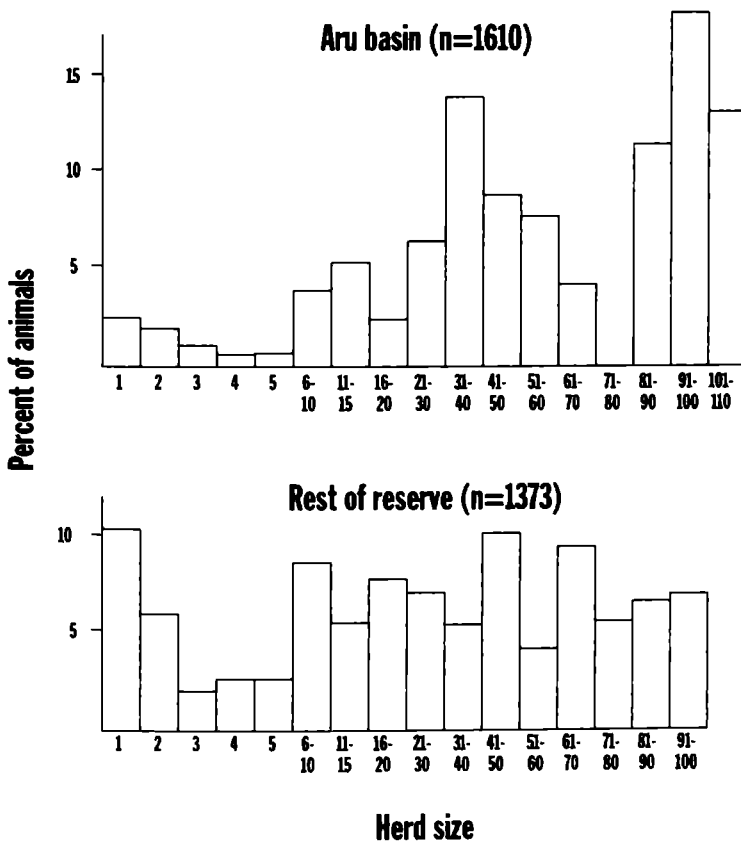 Aru basin (n=1610)
Percent of animals
15
10
5
1 2 3 4 5 6- 11- 16- 21- 31- 41- 51- 61- 71- 81- 91- 101-
10 15 20 30 40 50 60 70 80 90 100 110
Rest of reserve (n=1373)
10
5
1 2 3 4 5 6- 11- 16- 21- 31- 41- 51- 61- 71- 81- 91-
10 15 20 30 40 50 60 70 80 90 100
Herd size